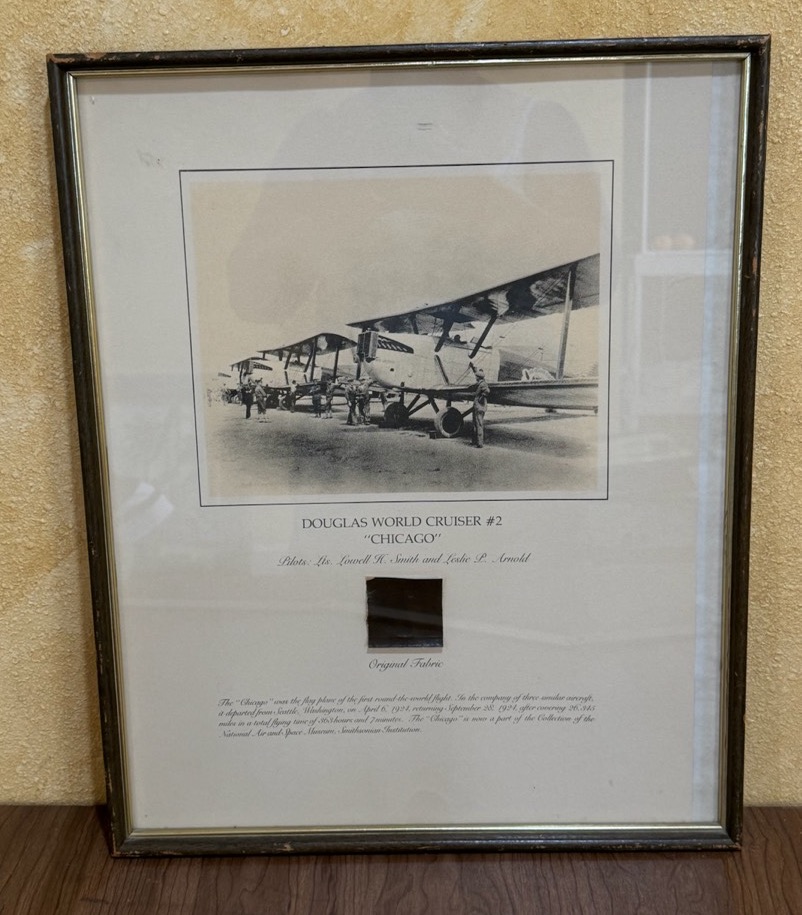 DOUGLAS WORLD CRUISER #2
"CHICAGO"
Pilots: Lts. Lowell H. Smith and Leslie P. Arnold
Original Fabric
The "Chicago" was the flag plane of the first round-the-world flight. In the company of three similar aircraft,
it departed from Seattle, Washington, on April 6, 1924, returning September 28, 1924, after covering 26,345
miles in a total flying time of 363 hours and 7 minutes. The "Chicago" is now a part of the Collection of the
National Air and Space Museum, Smithsonian Institution.